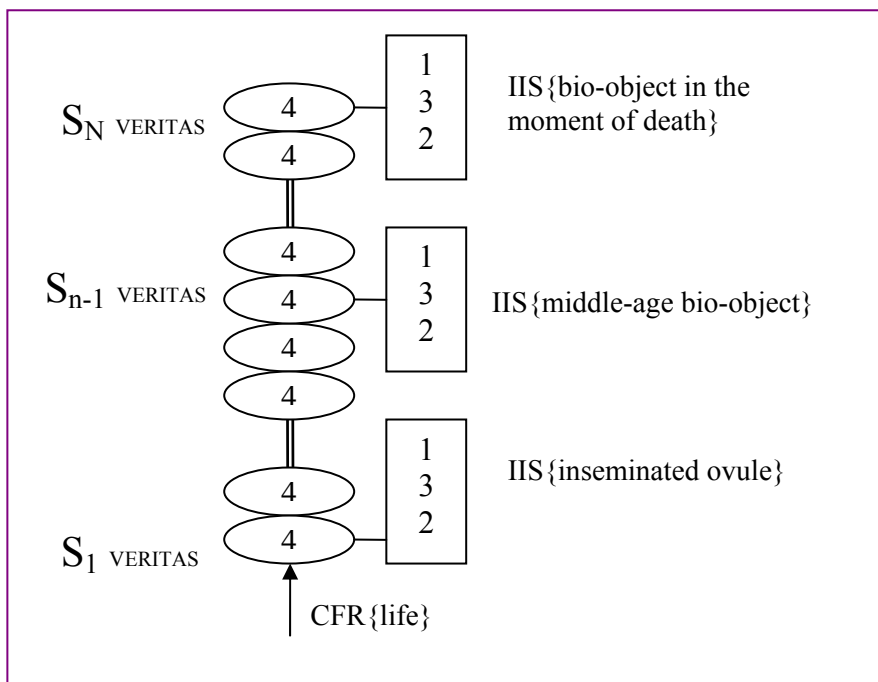 S_N VERITAS
4
4
1
3
2
IIS{bio-object in the
moment of death}
S_n-1 VERITAS
4
4
4
4
1
3
2
IIS{middle-age bio-object}
S_1 VERITAS
4
4
1
3
2
IIS{inseminated ovule}
CFR{life}